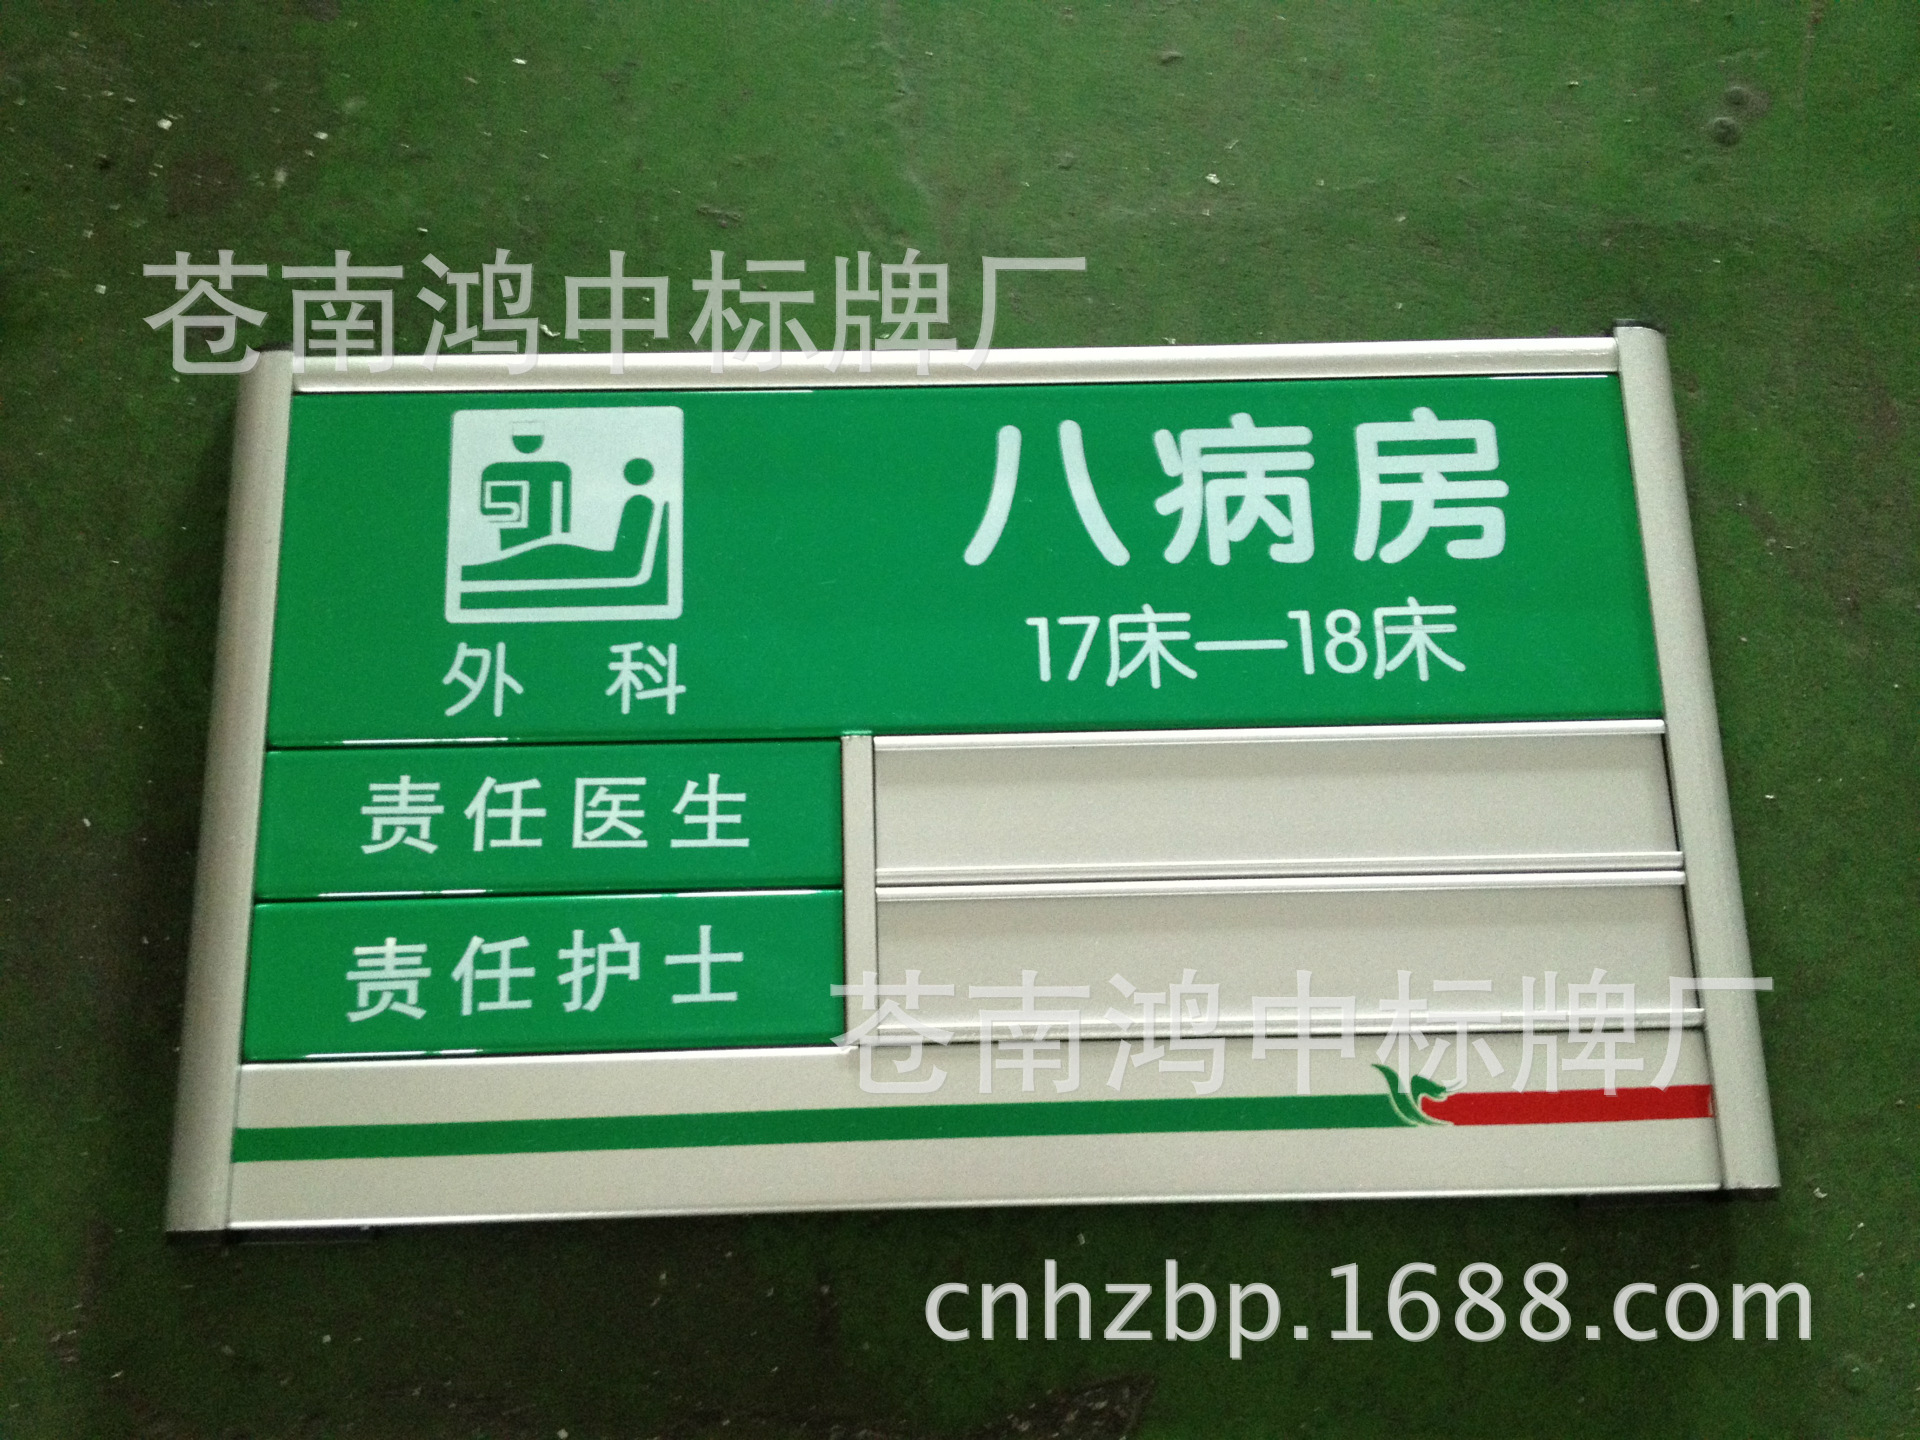 苍南鸿中标牌厂
八病房
17床—18床
外 科
责任医生
责任护士
苍南鸿中标牌厂
cnhzbp.1688.com